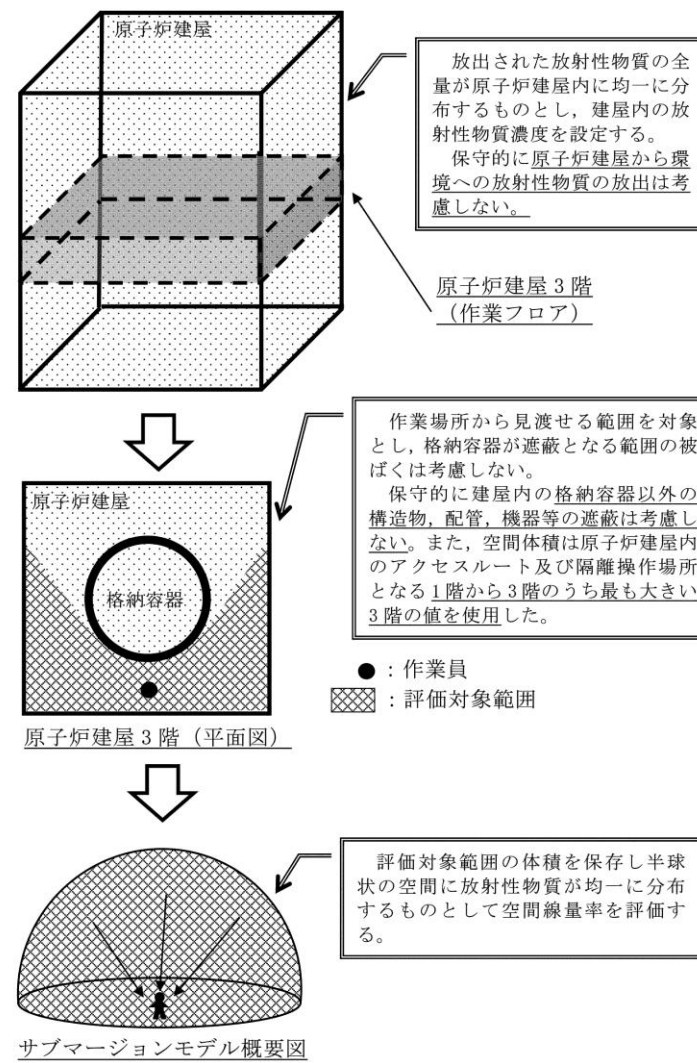 原子炉建屋
放出された放射性物質の全
量が原子炉建屋内に均一に分
布するものとし，建屋内の放
射性物質濃度を設定する。
保守的に原子炉建屋から環
境への放射性物質の放出は考
慮しない。
原子炉建屋3階
（作業フロア）
作業場所から見渡せる範囲を対象
とし，格納容器が遮蔽となる範囲の被
ばくは考慮しない。
保守的に建屋内の格納容器以外の
構造物，配管，機器等の遮蔽は考慮し
ない。また，空間体積は原子炉建屋内
のアクセスルート及び隔離操作場所
となる1階から3階のうち最も大きい
3階の値を使用した。
原子炉建屋
格納容器
●：作業員
：評価対象範囲
原子炉建屋3階（平面図）
評価対象範囲の体積を保存し半球
状の空間に放射性物質が均一に分布
するものとして空間線量率を評価す
る。
サブマージョンモデル概要図